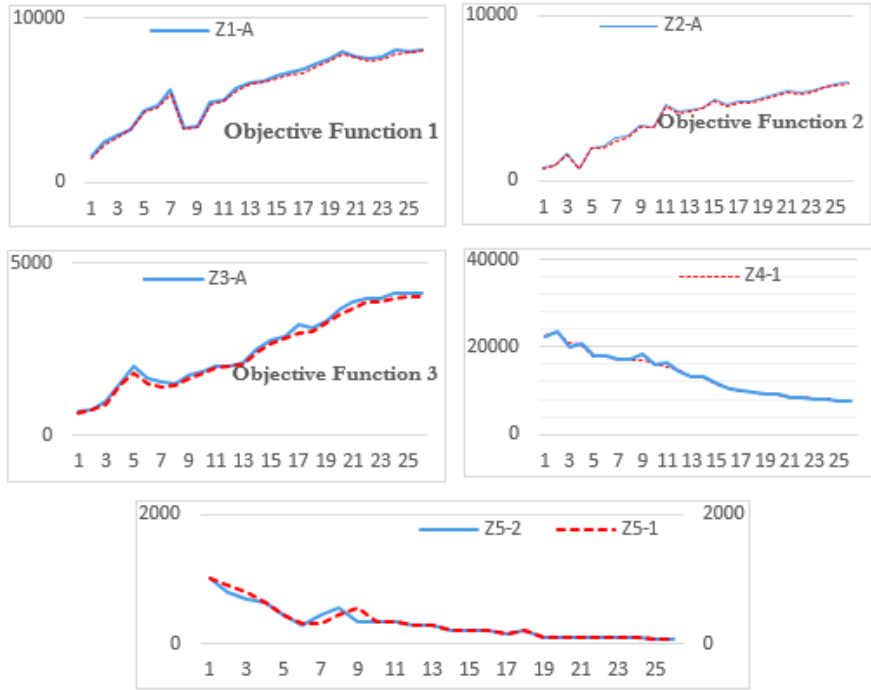 10000
Z1-A
Objective Function 1
0
1 3 5 7 9 11 13 15 17 19 21 23 25
10000
Z2-A
Objective Function 2
0
1 3 5 7 9 11 13 15 17 19 21 23 25
5000
Z3-A
Objective Function 3
0
1 3 5 7 9 11 13 15 17 19 21 23 25
40000
Z4-1
20000
0
1 3 5 7 9 11 13 15 17 19 21 23 25
2000 Z5-2 Z5-1 2000
0 0
1 3 5 7 9 11 13 15 17 19 21 23 25